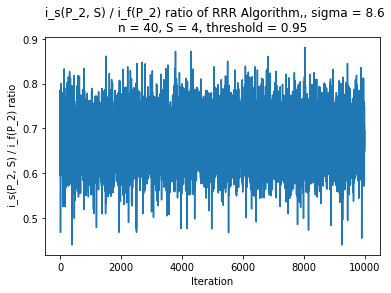 i_s(P_2, S) / i_f(P_2) ratio of RRR Algorithm,, sigma = 8.6
n = 40, S = 4, threshold = 0.95
i_s(P_2, S) / i_f(P_2) ratio
0.9
0.8
0.7
0.6
0.5
0 2000 4000 6000 8000 10000
Iteration